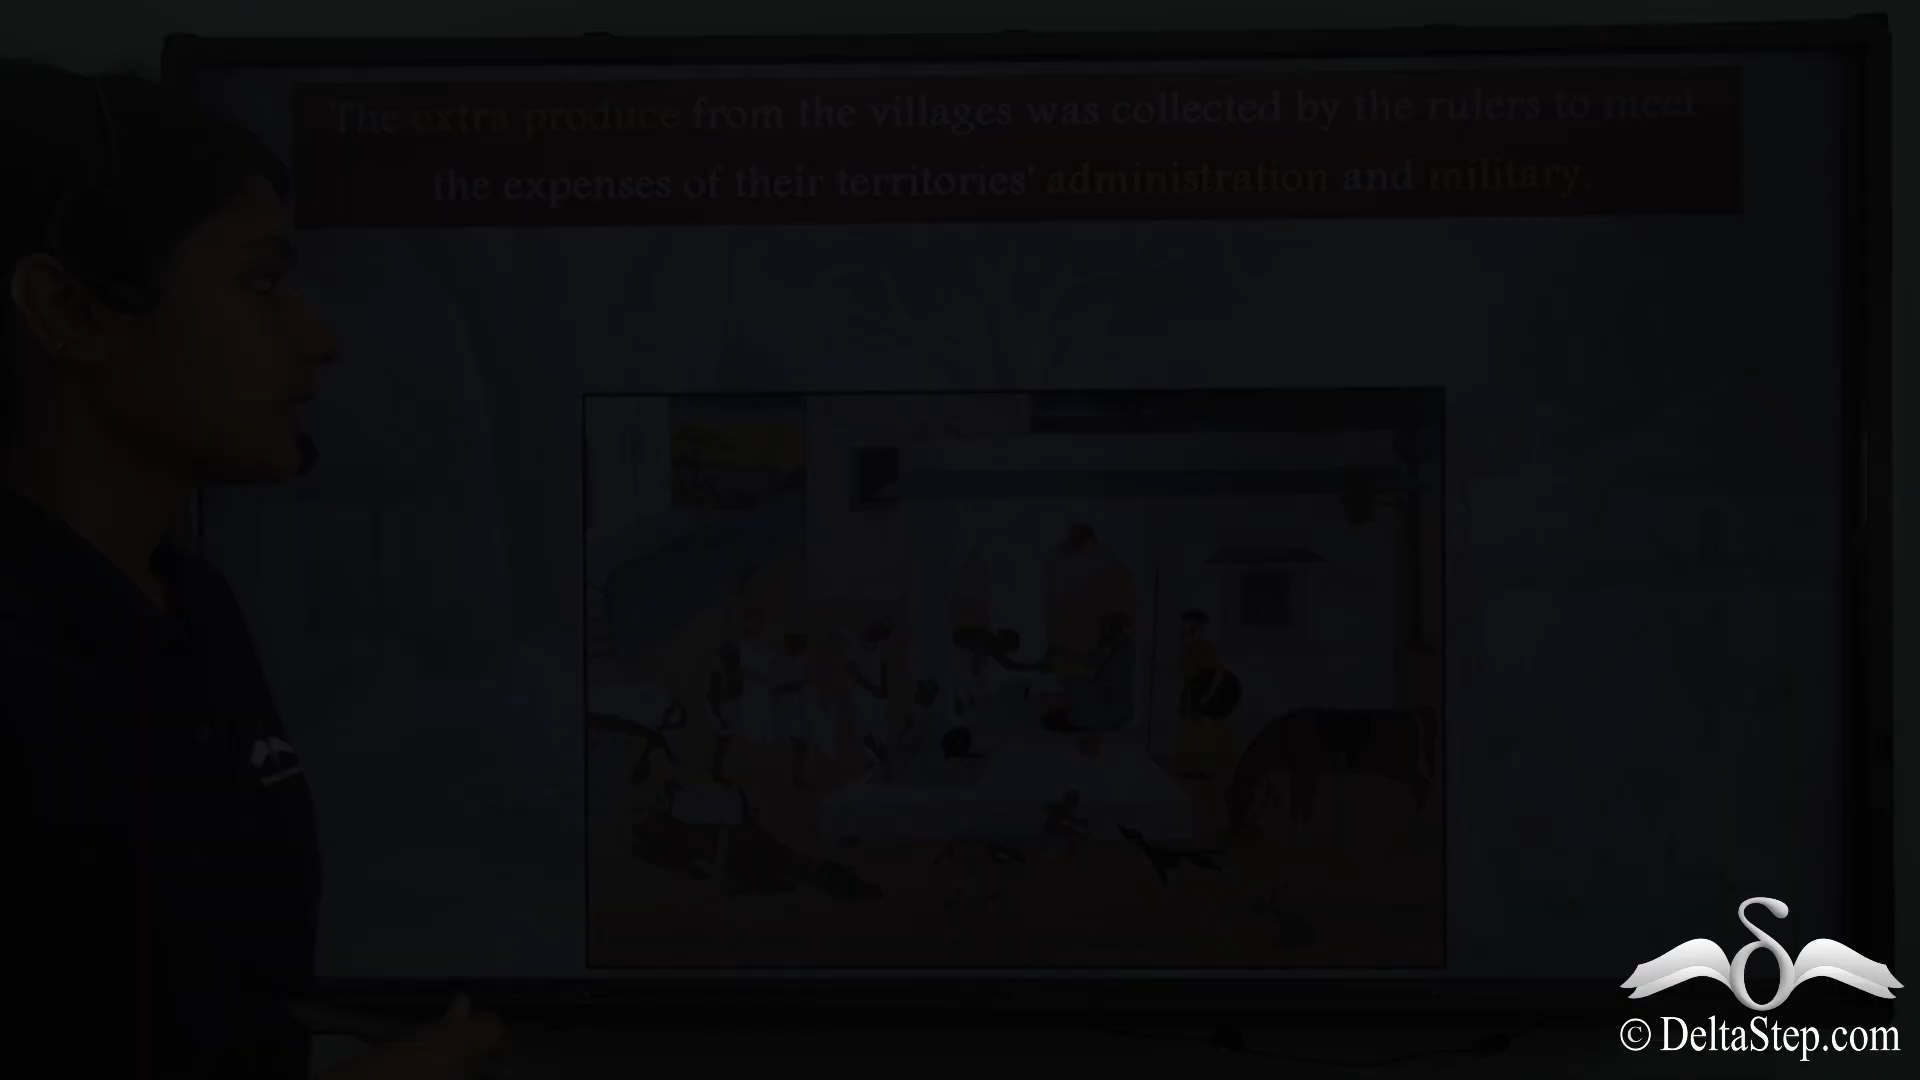 The extra produce from the villages was collected by the rulers to meet
the expenses of their territories' administration and military.
© DeltaStep.com